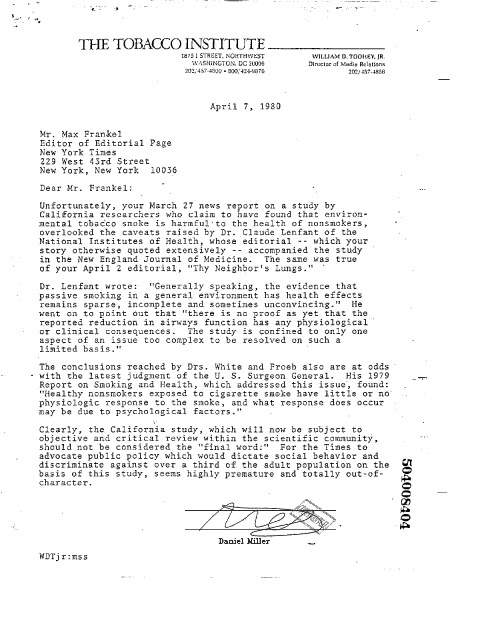 THE TOBACCO INSTITUTE
1875 I STREET, NORTHWEST
WASHINGTON, DC 20006
202/457-4800 • 800/424-9876
WILLIAM D. TOOHEY, JR.
Director of Media Relations
202/457-4856
April 7, 1980
Mr. Max Frankel
Editor of Editorial Page
New York Times
229 West 43rd Street
New York, New York 10036
Dear Mr. Frankel:
Unfortunately, your March 27 news report on a study by
California researchers who claim to have found that environ-
mental tobacco smoke is harmful to the health of nonsmokers,
overlooked the caveats raised by Dr. Claude Lenfant of the
National Institutes of Health, whose editorial -- which your
story otherwise quoted extensively -- accompanied the study
in the New England Journal of Medicine. The same was true
of your April 2 editorial, "Thy Neighbor's Lungs."
Dr. Lenfant wrote: "Generally speaking, the evidence that
passive smoking in a general environment has health effects
remains sparse, incomplete and sometimes unconvincing." He
went on to point out that "there is no proof as yet that the
reported reduction in airways function has any physiological
or clinical consequences. The study is confined to only one
aspect of an issue too complex to be resolved on such a
limited basis."
The conclusions reached by Drs. White and Froeb also are at odds
with the latest judgment of the U. S. Surgeon General. His 1979
Report on Smoking and Health, which addressed this issue, found:
"Healthy nonsmokers exposed to cigarette smoke have little or no
physiologic response to the smoke, and what response does occur
may be due to psychological factors."
Clearly, the California study, which will now be subject to
objective and critical review within the scientific community,
should not be considered the "final word:" For the Times to
advocate public policy which would dictate social behavior and
discriminate against over a third of the adult population on the
basis of this study, seems highly premature and totally out-of-
character.
Daniel Miller
WDTjr:mss
504008404